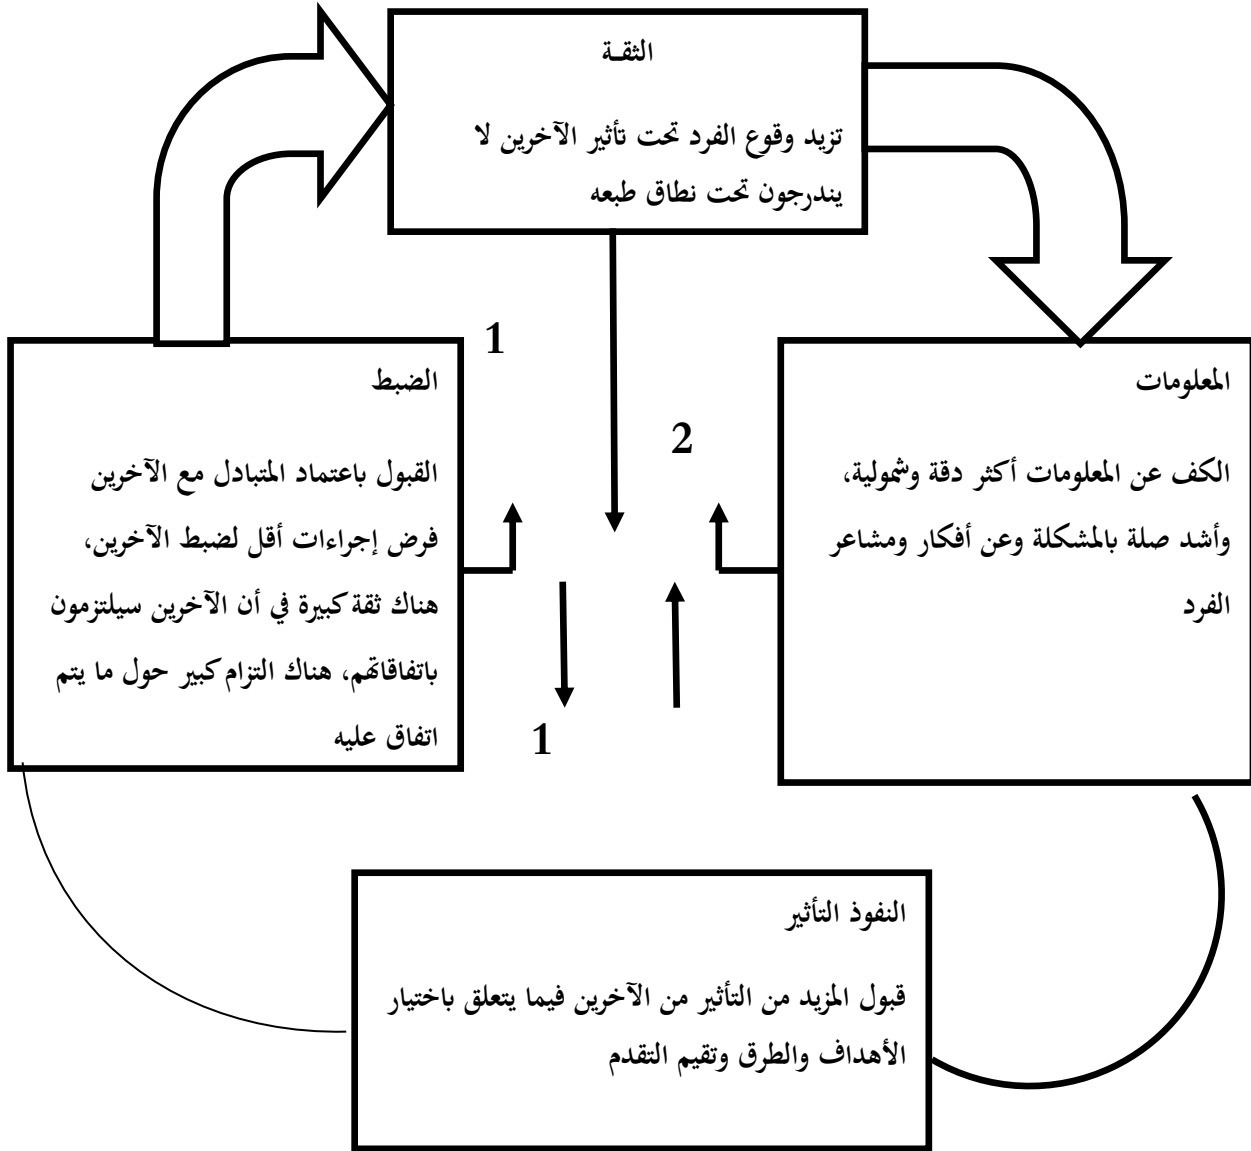 الثقـة
تزيد وقوع الفرد تحت تأثير الآخرين لا
يندرجون تحت نطاق طبعه
1
2
المعلومات
الكف عن المعلومات أكثر دقة وشمولية،
وأشد صلة بالمشكلة وعن أفكار ومشاعر
الفرد
الضبط
القبول باعتماد المتبادل مع الآخرين
فرض إجراءات أقل لضبط الآخرين،
هناك ثقة كبيرة في أن الآخرين سيلتزمون
باتفاقاتهم، هناك التزام كبير حول ما يتم
اتفاق عليه
1
النفوذ التأثير
قبول المزيد من التأثير من الآخرين فيما يتعلق باختيار
الأهداف والطرق وتقيم التقدم